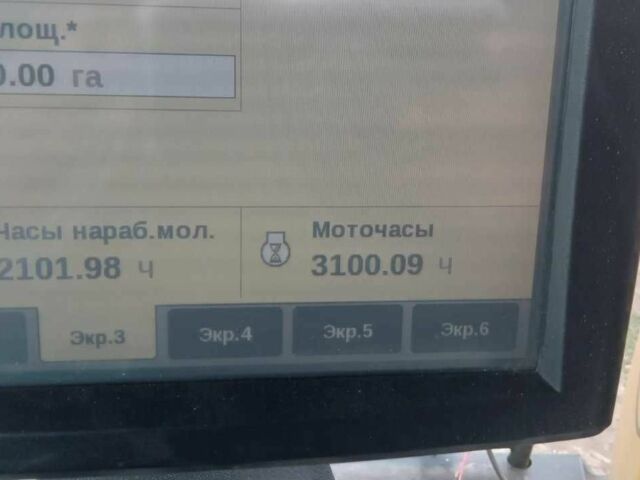 лощ.*
0.00 га
Часы нараб.мол.
2101.98 ч
Моточасы
3100.09 ч
Экр.3
Экр.4
Экр.5
Экр.6